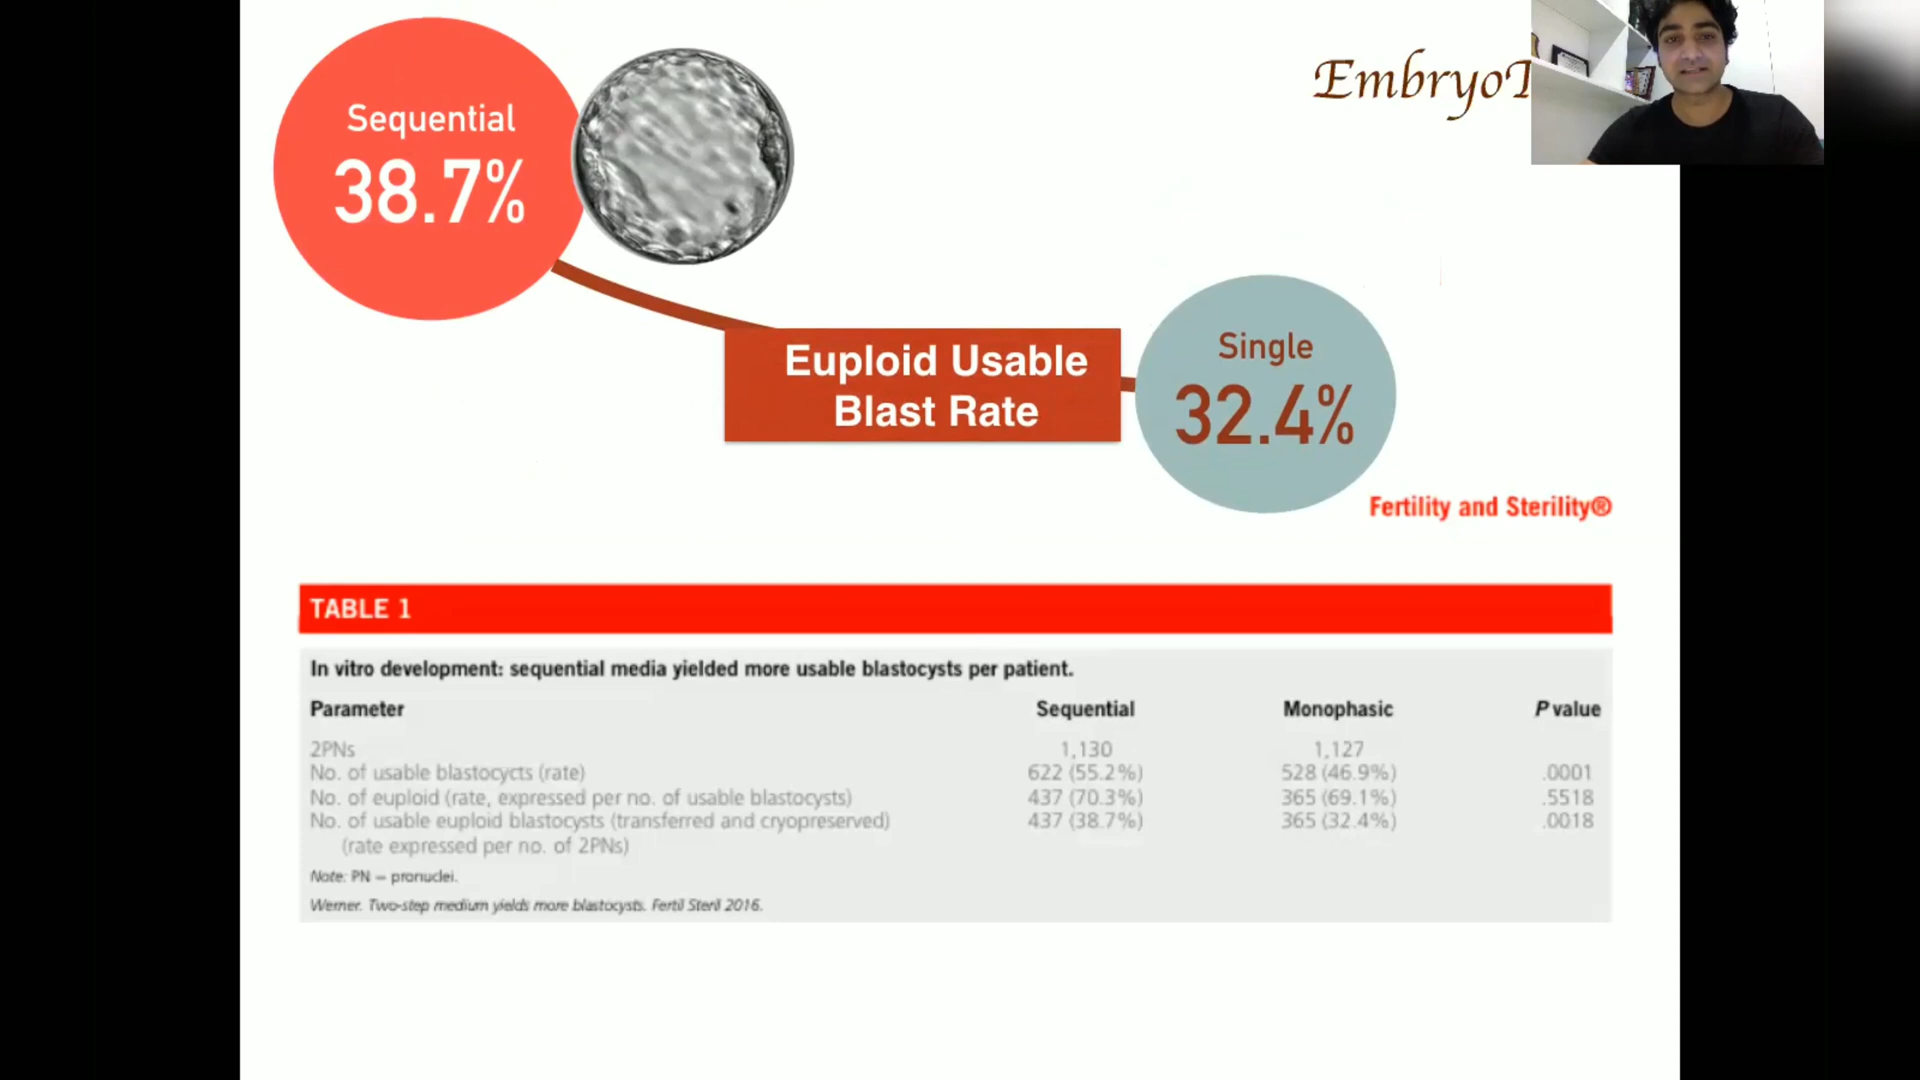 Sequential
38.7%
EmbryoT
Euploid Usable
Blast Rate
Single
32.4%
Fertility and Sterility®
TABLE 1
In vitro development: sequential media yielded more usable blastocysts per patient.
Parameter Sequential Monophasic P value
2PNs 1,130 1,127
No. of usable blastocycts (rate) 622 (55.2%) 528 (46.9%) .0001
No. of euploid (rate, expressed per no. of usable blastocysts) 437 (70.3%) 365 (69.1%) .5518
No. of usable euploid blastocysts (transferred and cryopreserved) 437 (38.7%) 365 (32.4%) .0018
(rate expressed per no. of 2PNs)
Note: PN = pronuclei.
Werner. Two-step medium yields more blastocysts. Fertil Steril 2016.